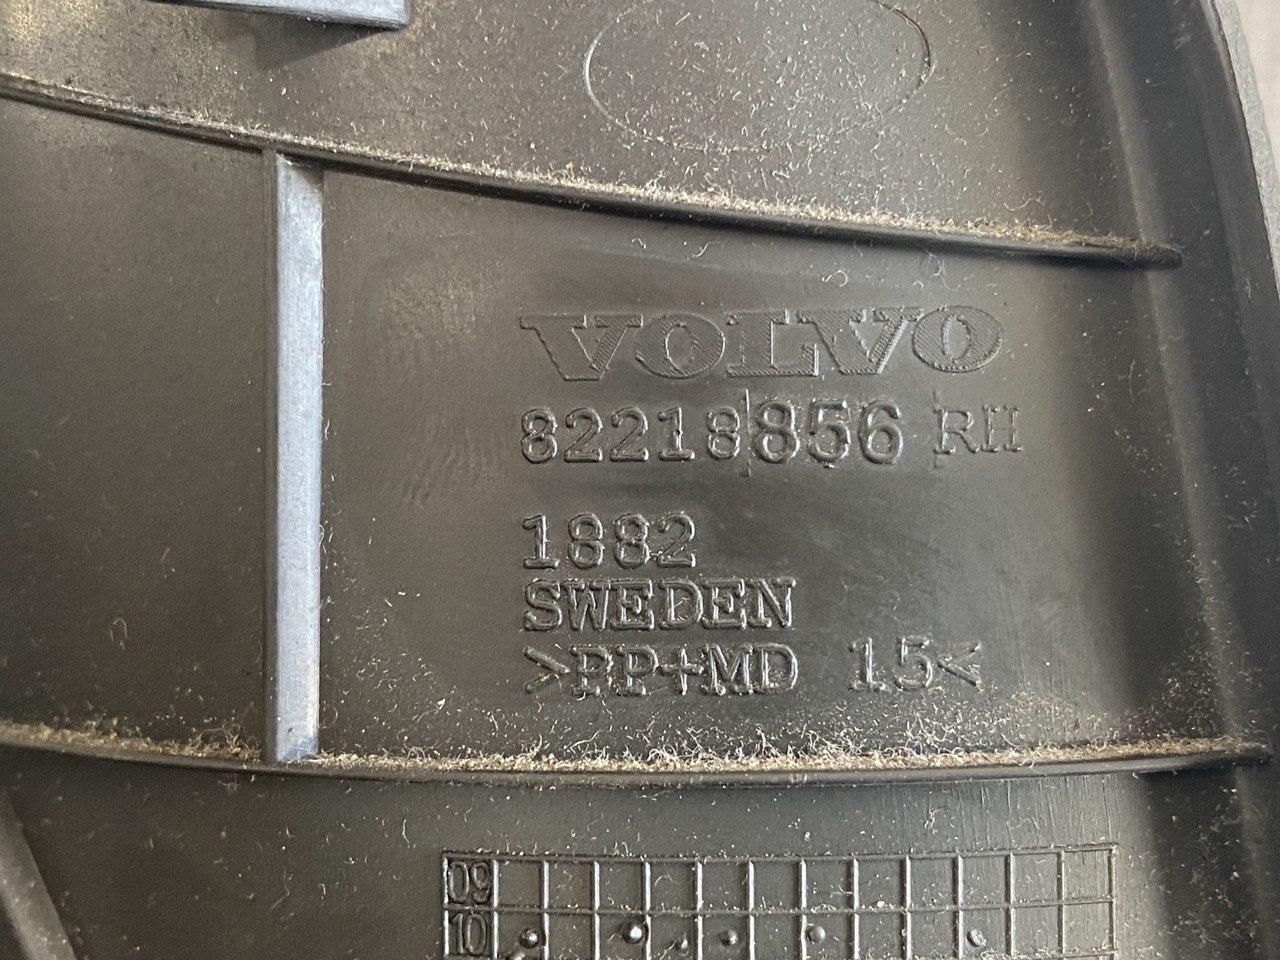 VOLVO
82218856 RH
1882
SWEDEN
>PP+MD 15<
09
10